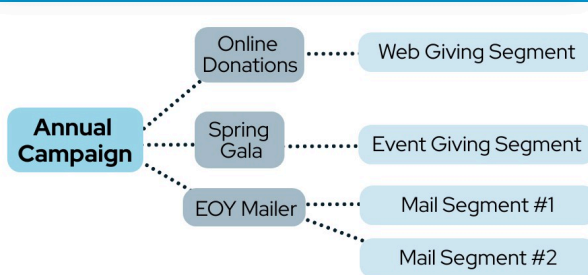 Online
Donations
Web Giving Segment
Annual
Campaign
Spring
Gala
Event Giving Segment
EOY Mailer
Mail Segment #1
Mail Segment #2